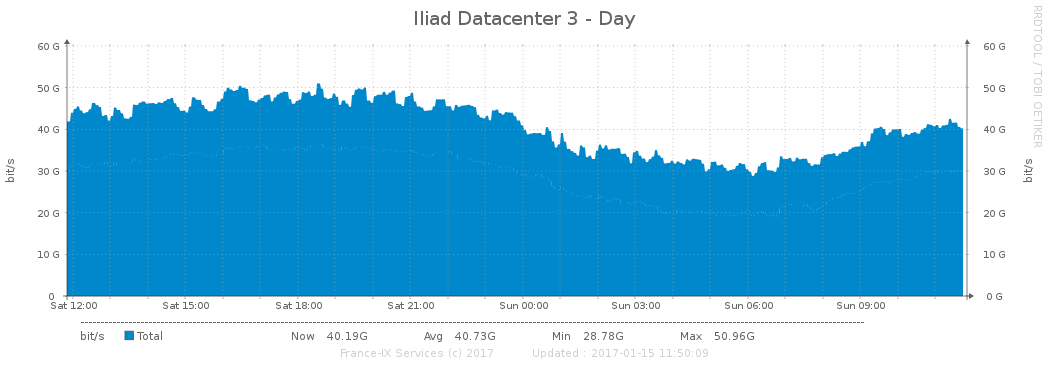 Iliad Datacenter 3 - Day
RRDTOOL / TOBI OETIKER
bit/s
60 G
50 G
40 G
30 G
20 G
10 G
0
60 G
50 G
40 G
30 G
20 G
10 G
0 G
bit/s
Sat 12:00 Sat 15:00 Sat 18:00 Sat 21:00 Sun 00:00 Sun 03:00 Sun 06:00 Sun 09:00
bit/s Total Now 40.19G Avg 40.73G Min 28.78G Max 50.96G
France-IX Services (c) 2017 Updated : 2017-01-15 11:50:09